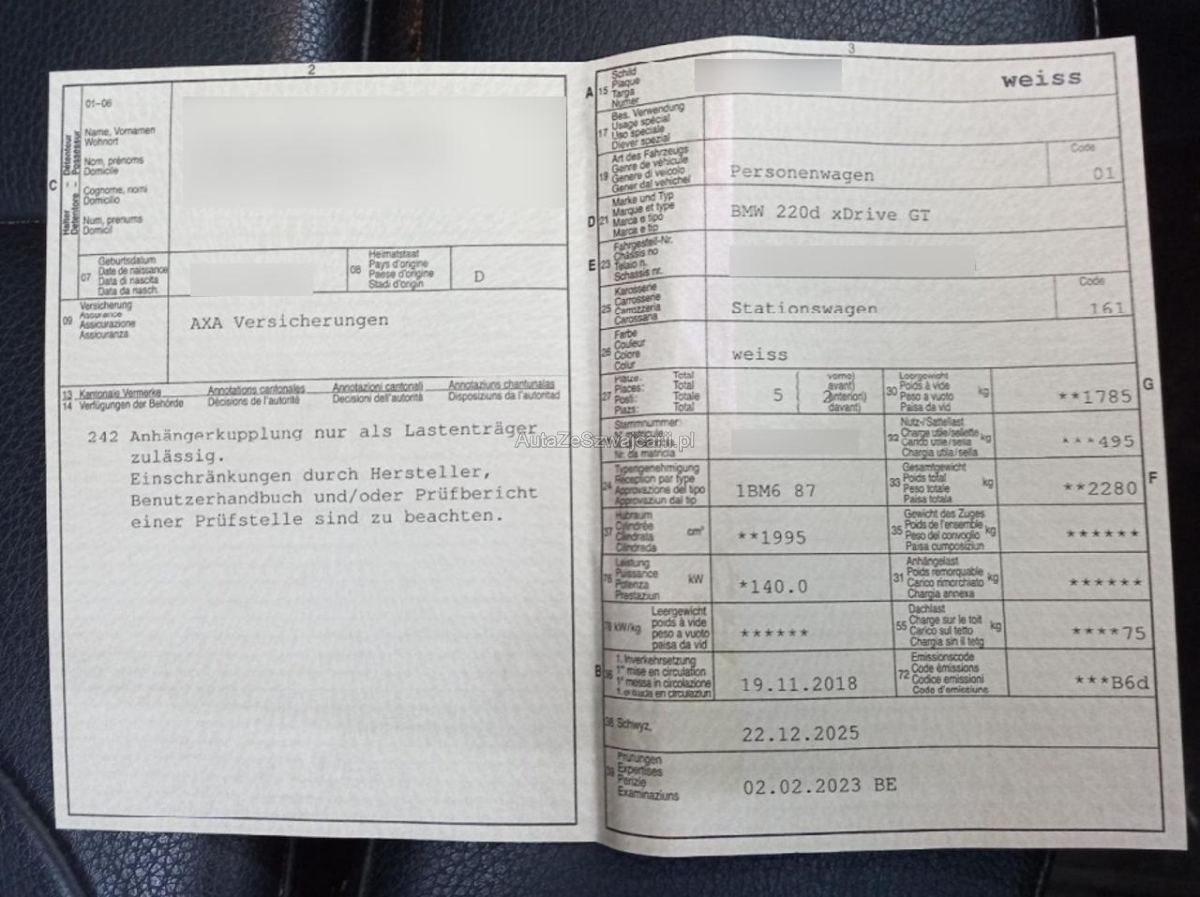 2
01-06
Name, Vornamen
Wohnort
Nom, prénoms
Domicile
Cognome, nomi
Domicilio
Num, prenums
Domicil
C
Halter
Détenteur
Detentore
Possessur
07
Geburtsdatum
Date de naissance
Data di nascita
Data da nasch.
08
Heimatstaat
Pays d'origine
Paese d'origine
Stadi d'origin
D
09
Versicherung
Assurance
Assicurazione
Assicuranza
AXA Versicherungen
13 Kantonale Vermerke Annotations cantonales Annotazioni cantonali Annotaziuns chantunalas
14 Verfügungen der Behörde Décisions de l'autorité Decisioni dell'autorità Disposiziuns da l'autoritad
242 Anhängerkupplung nur als Lastenträger
zulässig.
Einschränkungen durch Hersteller,
Benutzerhandbuch und/oder Prüfbericht
einer Prüfstelle sind zu beachten.
AutaZeSzwajcarii.pl
3
A 15
Schild
Plaque
Targa
Numer
weiss
17
Bes. Verwendung
Usage spécial
Uso speciale
Diever spezial
19
Art des Fahrzeugs
Genre de véhicule
Genere di veicolo
Gener dal vehichel
Personenwagen
Code
01
D 21
Marke und Typ
Marque et type
Marca e tipo
Marca e tip
BMW 220d xDrive GT
E 23
Fahrgestell-Nr.
Châssis no
Telaio n.
Schassis nr.
25
Karosserie
Carrosserie
Carrozzeria
Carossaria
Stationswagen
Code
161
26
Farbe
Couleur
Colore
Colur
weiss
27
Plätze: Total
Places: Total
Posti: Totale
Plazs: Total
5
vorne)
avant)
2
anteriori)
davant)
30
Leergewicht
Poids à vide
Peso a vuoto
Paisa da vid
kg
**1785
G
Stammnummer
Nr. da matricla
32
Nutz-/Sattellast
Charge utile/sellette
Carico utile/sella
Chargia utila/sella
kg
***495
24
Typengenehmigung
Réception par type
Approvazione del tipo
Approvaziun dal tip
1BM6 87
33
Gesamtgewicht
Poids total
Peso totale
Paisa totala
kg
**2280
F
37
Hubraum
Cylindrée
Cilindrata
Cilindrada
cm³
**1995
35
Gewicht des Zuges
Poids de l'ensemble
Peso del convoglio
Paisa cumposiziun
kg
******
76
Leistung
Puissance
Potenza
Prestaziun
kW
*140.0
31
Anhängelast
Poids remorquable
Carico rimorchiato
Chargia annexa
kg
******
78 kW/kg
Leergewicht
poids à vide
peso a vuoto
paisa da vid
******
55
Dachlast
Charge sur le toit
Carico sul tetto
Chargia sin il tetg
kg
****75
B 36
1. Inverkehrsetzung
1re mise en circulation
1a messa in circolazione
1. entrada en circulaziun
19.11.2018
72
Emissionscode
Code émissions
Codice emissioni
Code d'emissiuns
***B6d
38 Schwyz,
22.12.2025
39
Prüfungen
Expertises
Perizie
Examinaziuns
02.02.2023 BE